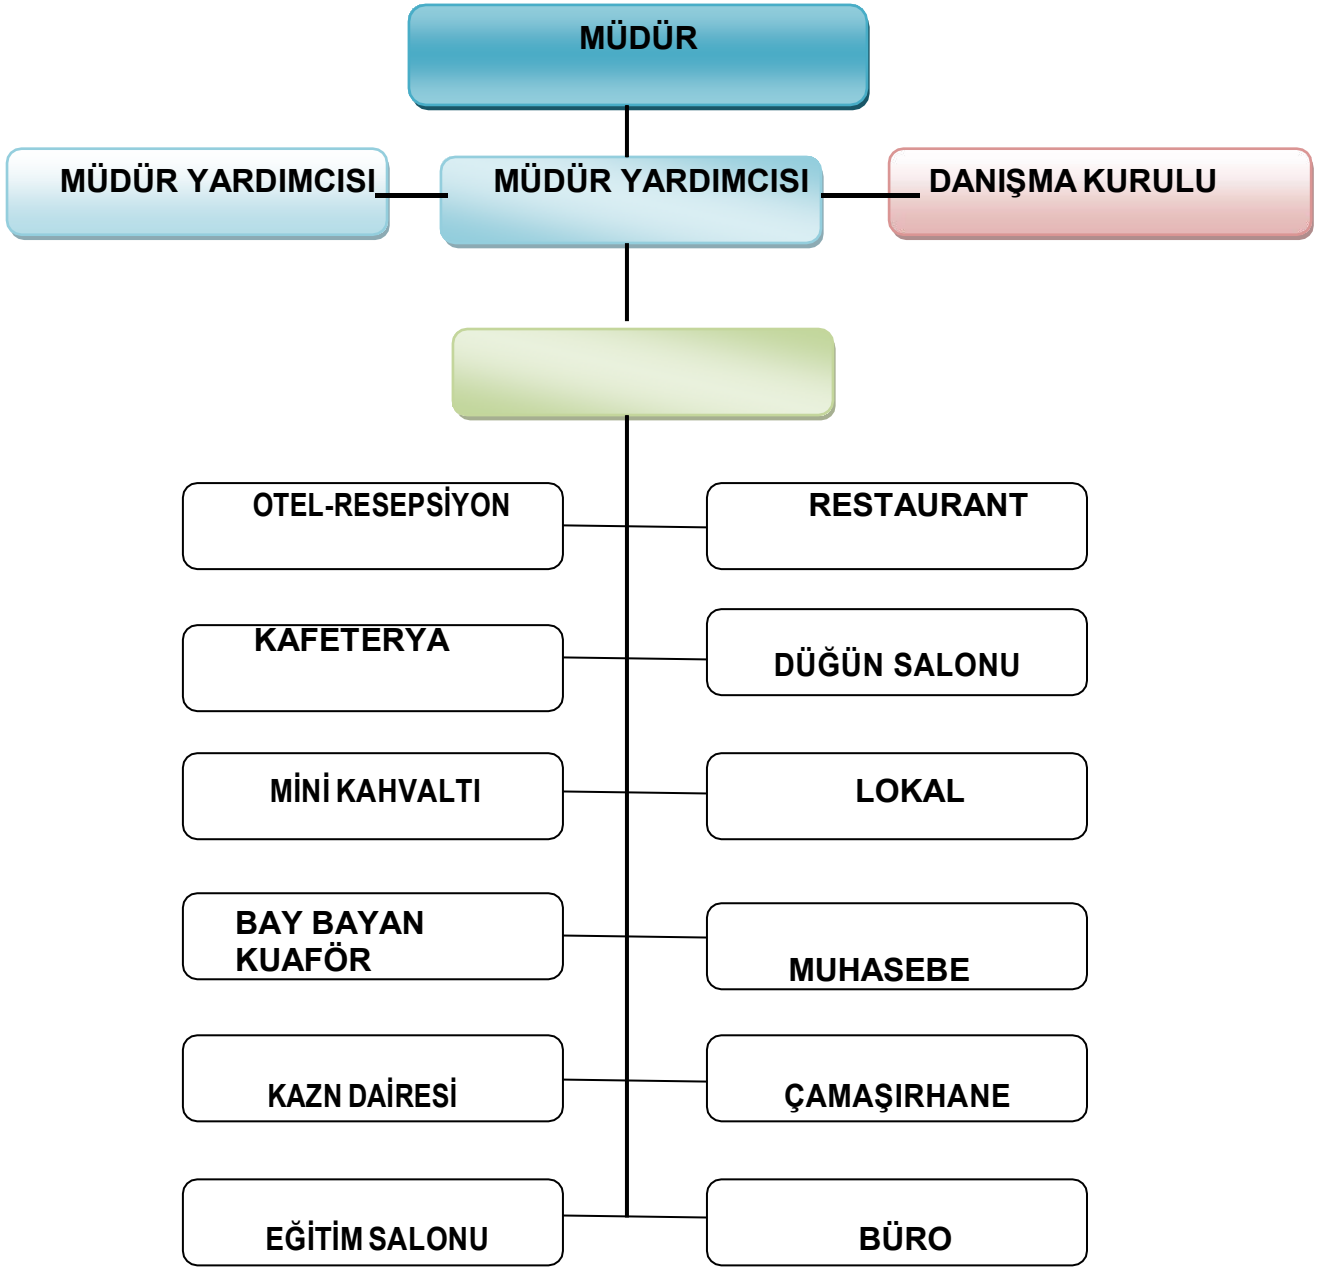 MÜDÜR
MÜDÜR YARDIMCISI
MÜDÜR YARDIMCISI
DANIŞMA KURULU
OTEL-RESEPSİYON
RESTAURANT
KAFETERYA
DÜĞÜN SALONU
MİNİ KAHVALTI
LOKAL
BAY BAYAN
KUAFÖR
MUHASEBE
KAZN DAİRESİ
ÇAMAŞIRHANE
EĞİTİM SALONU
BÜRO